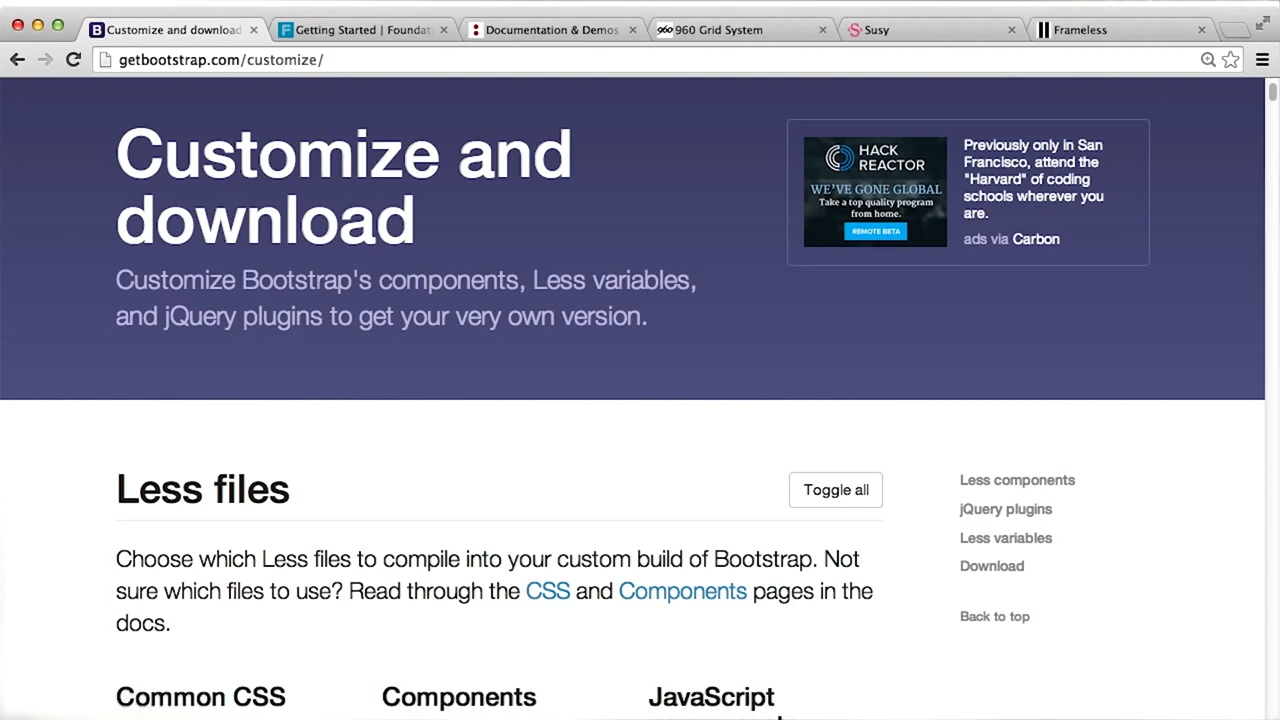 Customize and download
Getting Started | Foundat
Documentation & Demos
960 960 Grid System
Susy
Frameless
getbootstrap.com/customize/
Customize and
download
Customize Bootstrap's components, Less variables,
and jQuery plugins to get your very own version.
HACK
REACTOR
WE'VE GONE GLOBAL
Take a top quality program
from home.
REMOTE BETA
Previously only in San
Francisco, attend the
"Harvard" of coding
schools wherever you
are.
ads via Carbon
Less files
Toggle all
Choose which Less files to compile into your custom build of Bootstrap. Not
sure which files to use? Read through the CSS and Components pages in the
docs.
Less components
jQuery plugins
Less variables
Download
Back to top
Common CSS
Components
JavaScript